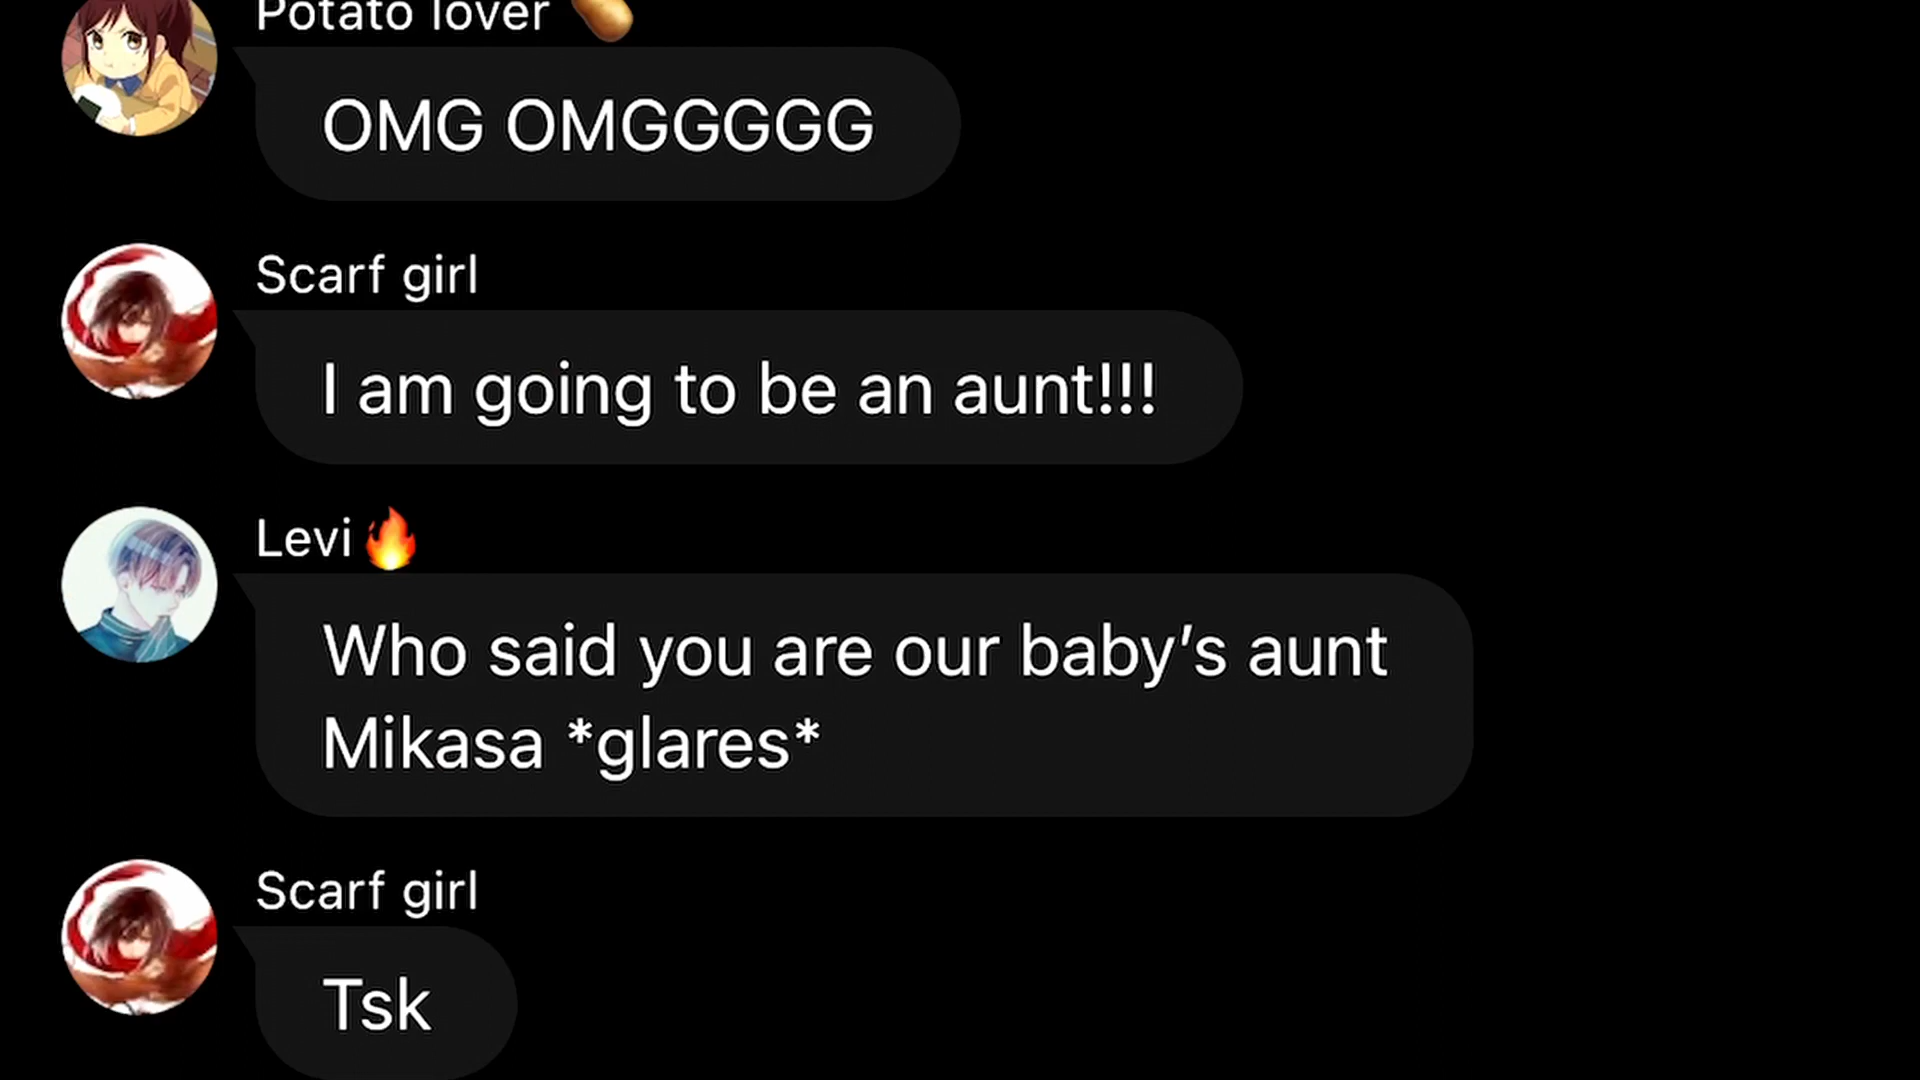 Potato lover 🥔
OMG OMGGGGG
Scarf girl
I am going to be an aunt!!!
Levi🔥
Who said you are our baby’s aunt
Mikasa *glares*
Scarf girl
Tsk